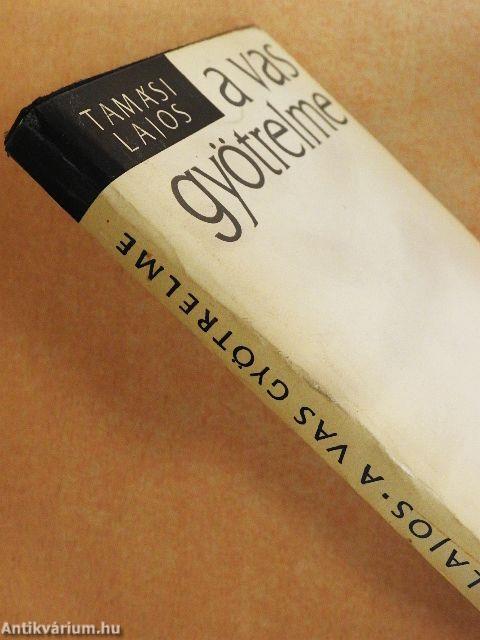 TAMÁSI
LAJOS
a vas
gyötrelme
LAJOS·A VAS GYÖTRELME
Antikvárium.hu